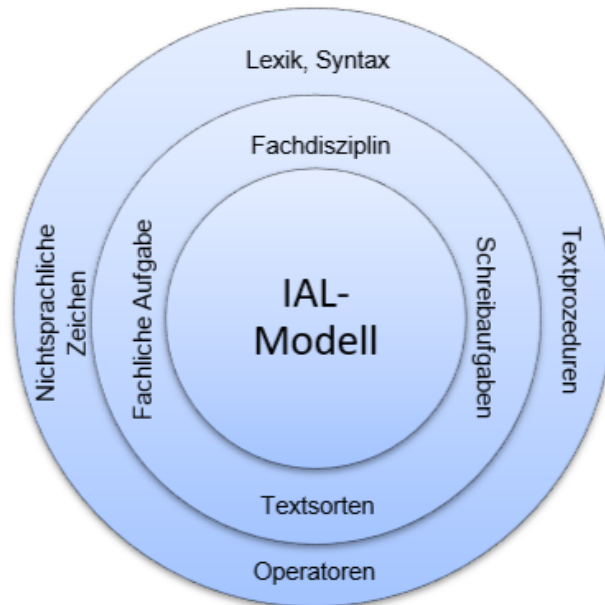 Lexik, Syntax
Fachdisziplin
Nichtsprachliche
Zeichen
Fachliche Aufgabe
IAL-
Modell
Schreibaufgaben
Textprozeduren
Textsorten
Operatoren